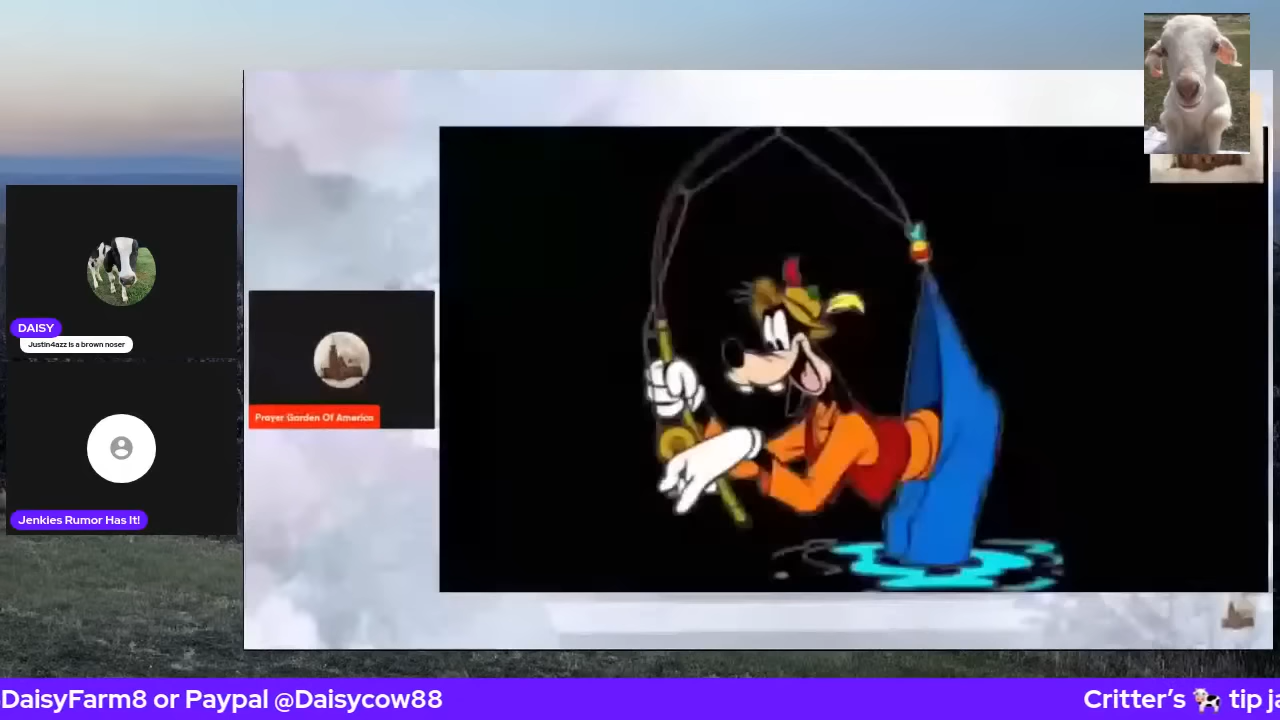 DAISY
Justin4azz is a brown noser
Prayer Garden Of America
Jenkies Rumor Has It!
DaisyFarm8 or Paypal @Daisycow88
Critter's 🐄 tip ja